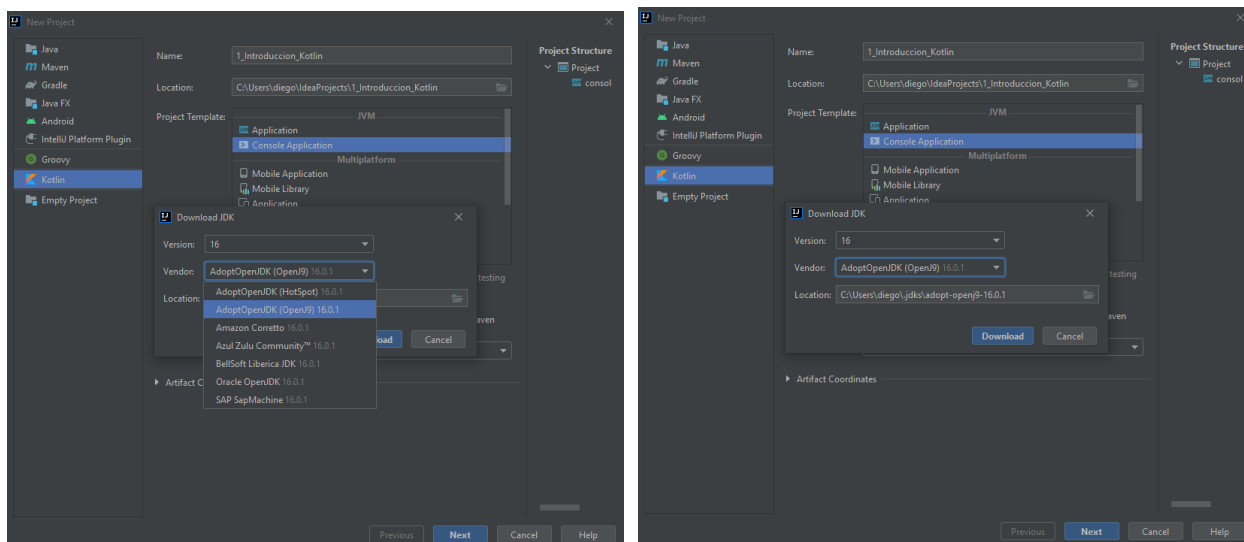 New Project
Java
Maven
Gradle
Java FX
Android
IntelliJ Platform Plugin
Groovy
Kotlin
Empty Project
Name: 1_Introduccion_Kotlin
Location: C:\Users\diego\IdeaProjects\1_Introduccion_Kotlin
Project Template:
JVM
Application
Console Application
Multiplatform
Mobile Application
Mobile Library
Application
Project Structure
Project
consol
Download JDK
Version: 16
Vendor: AdoptOpenJDK (OpenJ9) 16.0.1
Location:
AdoptOpenJDK (HotSpot) 16.0.1
AdoptOpenJDK (OpenJ9) 16.0.1
Amazon Corretto 16.0.1
Azul Zulu Community™ 16.0.1
BellSoft Liberica JDK 16.0.1
Oracle OpenJDK 16.0.1
SAP SapMachine 16.0.1
oad
Cancel
testing
aven
Artifact C
Previous
Next
Cancel
Help
New Project
Java
Maven
Gradle
Java FX
Android
IntelliJ Platform Plugin
Groovy
Kotlin
Empty Project
Name: 1_Introduccion_Kotlin
Location: C:\Users\diego\IdeaProjects\1_Introduccion_Kotlin
Project Template:
JVM
Application
Console Application
Multiplatform
Mobile Application
Mobile Library
Application
Project Structure
Project
consol
Download JDK
Version: 16
Vendor: AdoptOpenJDK (OpenJ9) 16.0.1
Location: C:\Users\diego\.jdks\adopt-openj9-16.0.1
Download
Cancel
testing
aven
Artifact Coordinates
Previous
Next
Cancel
Help